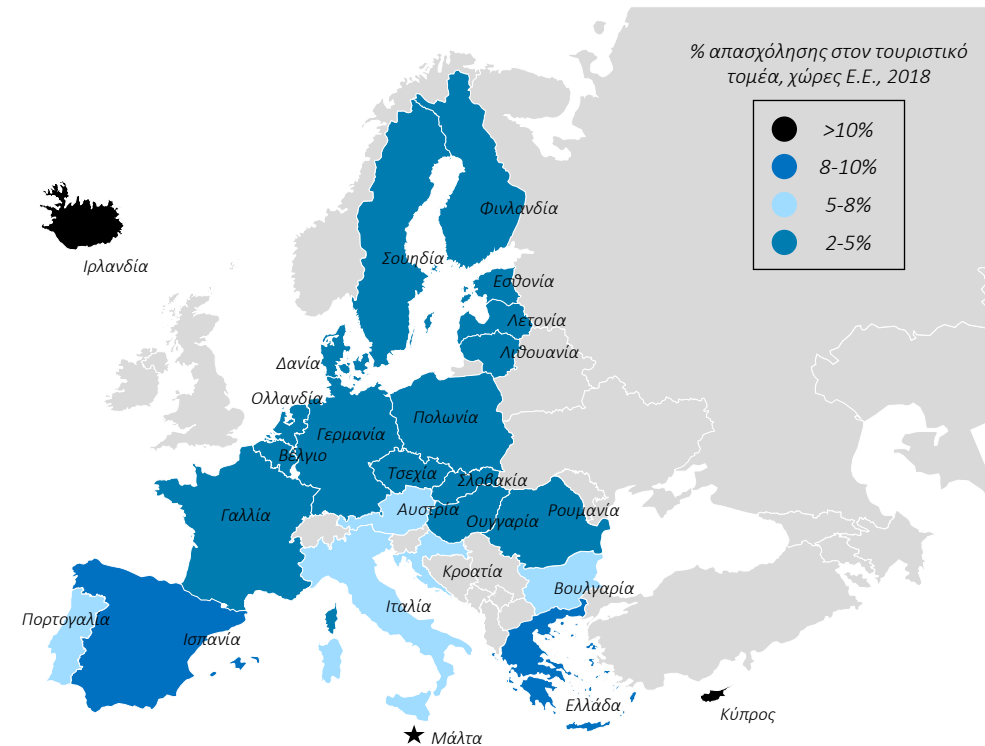 % απασχόλησης στον τουριστικό
τομέα, χώρες Ε.Ε., 2018
>10%
8-10%
5-8%
2-5%
Φινλανδία
Σουηδία
Ιρλανδία
Εσθονία
Λετονία
Λιθουανία
Δανία
Ολλανδία
Πολωνία
Γερμανία
Βέλγιο
Τσεχία
Σλοβακία
Γαλλία
Αυστρία
Ουγγαρία
Ρουμανία
Κροατία
Βουλγαρία
Ιταλία
Πορτογαλία
Ισπανία
Ελλάδα
Κύπρος
Μάλτα